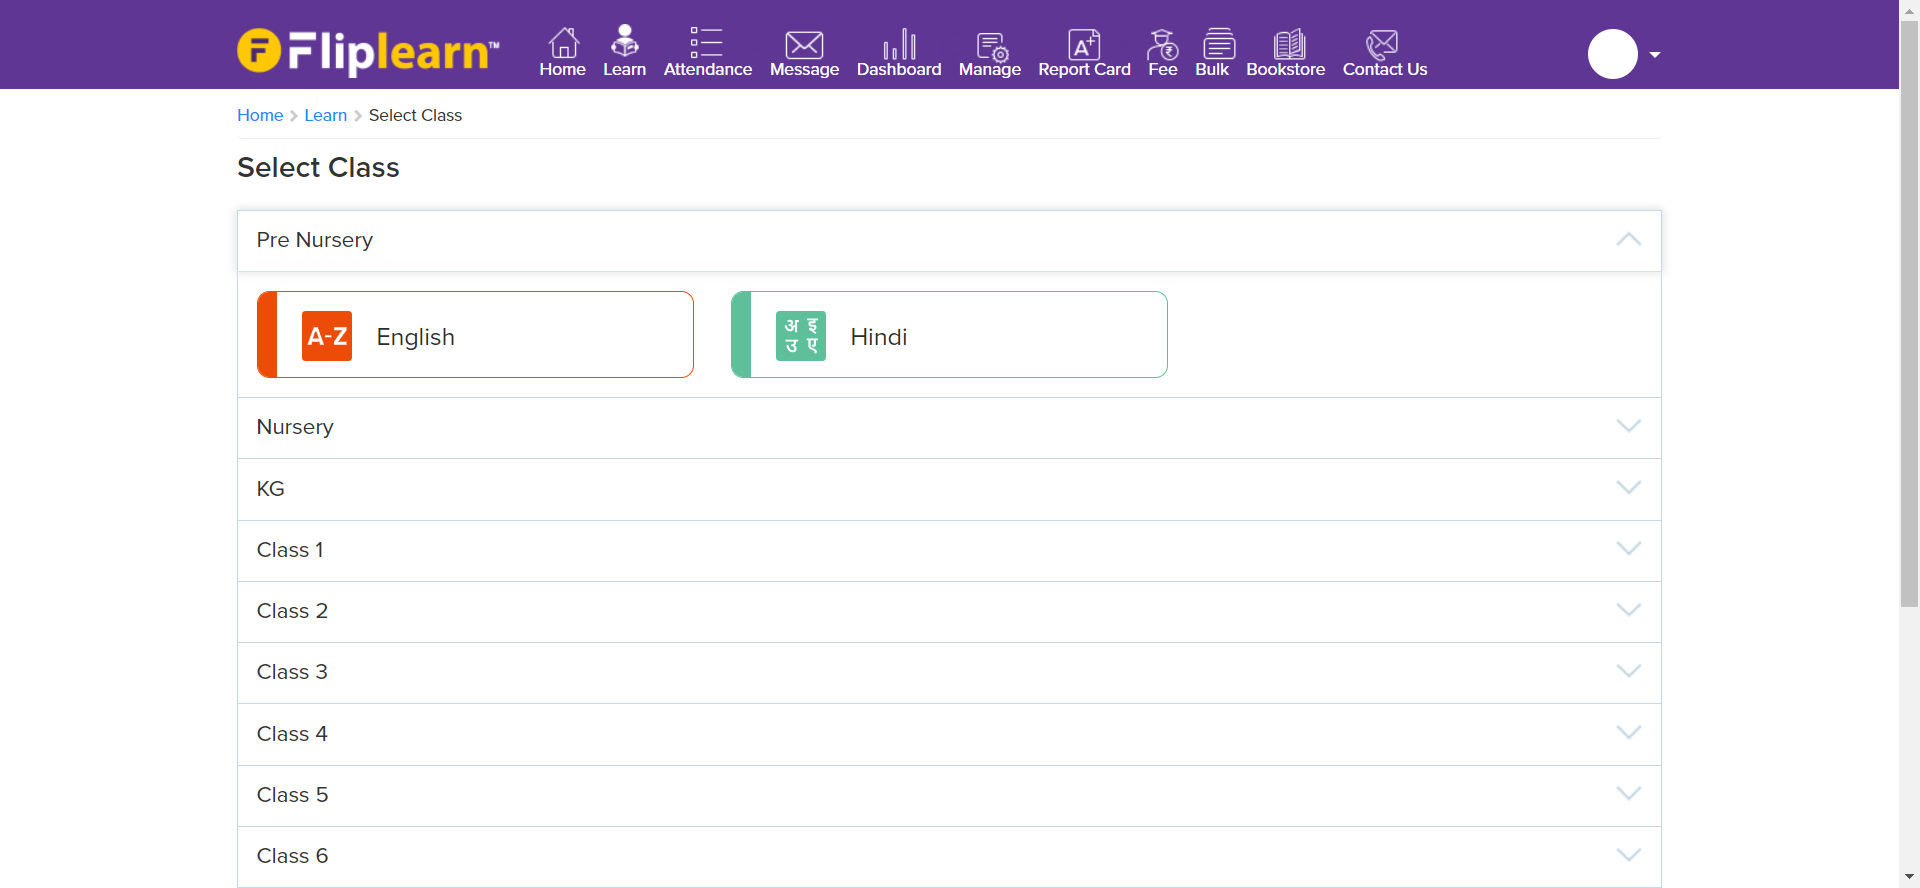 F Fliplearn™
Home Learn Attendance Message Dashboard Manage Report Card Fee Bulk Bookstore Contact Us
Home > Learn > Select Class
Select Class
Pre Nursery
A-Z English
अ इ
उ ए
Hindi
Nursery
KG
Class 1
Class 2
Class 3
Class 4
Class 5
Class 6